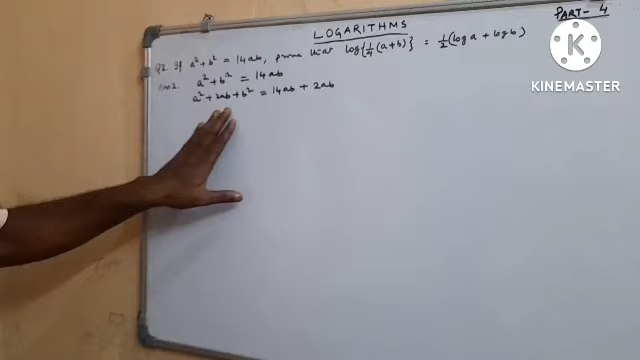 PART- 4
LOGARITHMS
Q2. If a² + b² = 14ab, prove that log{1/4(a+b)} = 1/2(log a + log b)
a² + b² = 14ab
a² + 2ab + b² = 14ab + 2ab
KINEMASTER